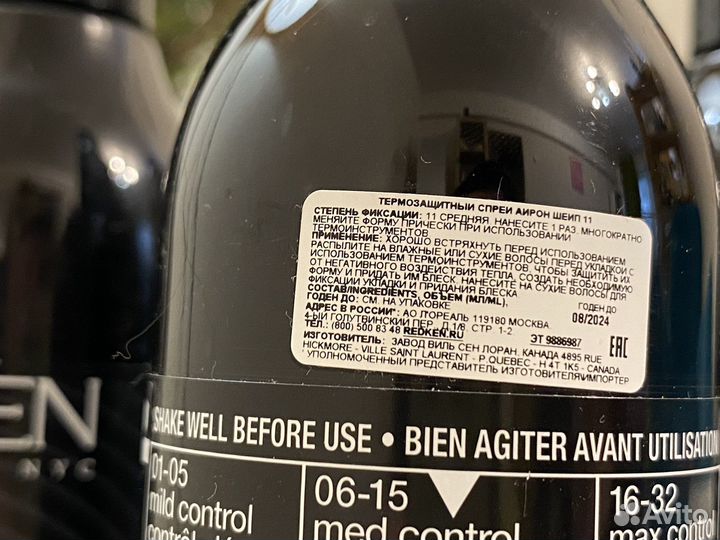 ТЕРМОЗАЩИТНЫЙ СПРЕЙ АЙРОН ШЕЙП 11
СТЕПЕНЬ ФИКСАЦИИ: 11 СРЕДНЯЯ. НАНЕСИТЕ 1 РАЗ, МНОГОКРАТНО
МЕНЯЙТЕ ФОРМУ ПРИЧЕСКИ ПРИ ИСПОЛЬЗОВАНИИ
ТЕРМОИНСТРУМЕНТОВ.
ПРИМЕНЕНИЕ: ХОРОШО ВСТРЯХНУТЬ ПЕРЕД ИСПОЛЬЗОВАНИЕМ.
РАСПЫЛИТЕ НА ВЛАЖНЫЕ ИЛИ СУХИЕ ВОЛОСЫ ПЕРЕД УКЛАДКОЙ С
ИСПОЛЬЗОВАНИЕМ ТЕРМОИНСТРУМЕНТОВ, ЧТОБЫ ЗАЩИТИТЬ ИХ
ОТ НЕГАТИВНОГО ВОЗДЕЙСТВИЯ ТЕПЛА, СОЗДАТЬ НЕОБХОДИМУЮ
ФОРМУ И ПРИДАТЬ ИМ БЛЕСК. НАНЕСИТЕ НА СУХИЕ ВОЛОСЫ ДЛЯ
ФИКСАЦИИ УКЛАДКИ И ПРИДАНИЯ БЛЕСКА
СОСТАВ/INGREDIENTS, ОБЪЕМ (МЛ/ML),
ГОДЕН ДО: СМ. НА УПАКОВКЕ
ГОДЕН ДО
08/2024
АДРЕС В РОССИИ: АО "ЛОРЕАЛЬ" 119180 МОСКВА
4-ЫЙ ГОЛУТВИНСКИЙ ПЕР. Д.1/8, СТР. 1-2.
ТЕЛ.: (800) 500 83 48 REDKEN.RU
ЭТ 9886987
EAC
ИЗГОТОВИТЕЛЬ: ЗАВОД ВИЛЬ СЕН ЛОРАН, КАНАДА 4895 RUE
HICKMORE - VILLE SAINT LAURENT - P.QUEBEC - H 4T 1K5 - CANADA
УПОЛНОМОЧЕННЫЙ ПРЕДСТАВИТЕЛЬ ИЗГОТОВИТЕЛЯ/ИМПОРТЕР
SHAKE WELL BEFORE USE • BIEN AGITER AVANT UTILISATION
01-05
mild control
06-15
med control
16-32
max control
EN
NYC
Avito